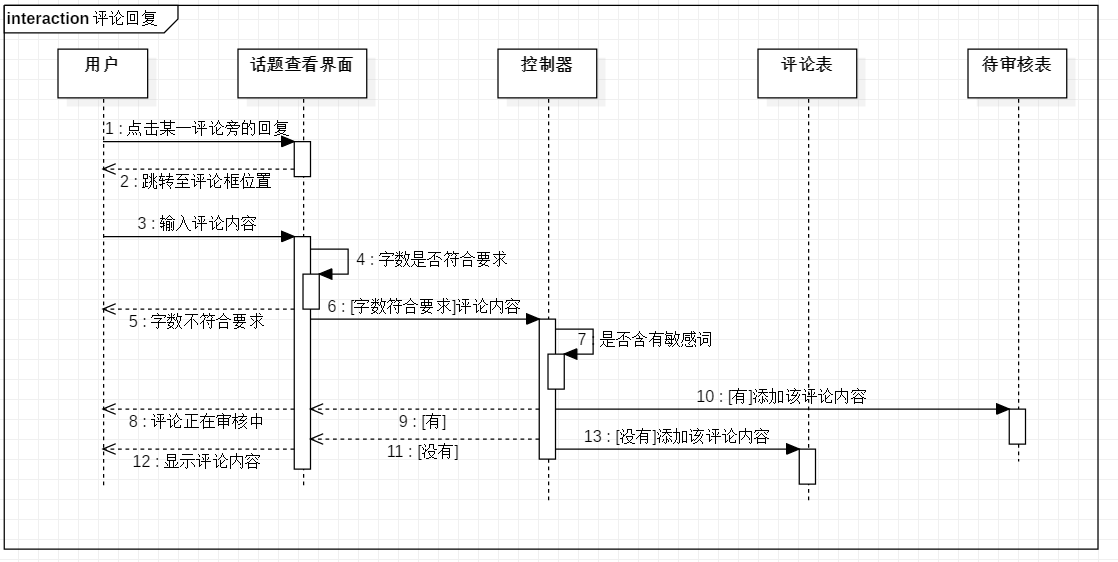 interaction 评论回复
用户
话题查看界面
控制器
评论表
待审核表
1 : 点击某一评论旁的回复
2 : 跳转至评论框位置
3 : 输入评论内容
4 : 字数是否符合要求
6 : [字数符合要求]评论内容
5 : 字数不符合要求
7 : 是否含有敏感词
10 : [有]添加该评论内容
8 : 评论正在审核中
9 : [有]
13 : [没有]添加该评论内容
11 : [没有]
12 : 显示评论内容